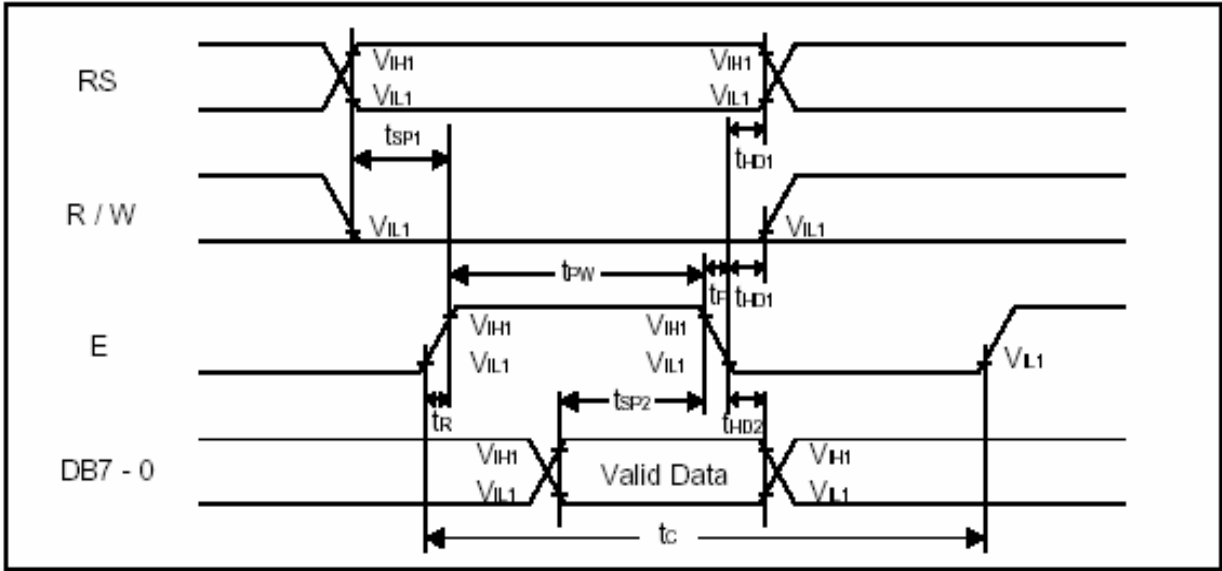 RS
VIH1
VIH1
VIL1
VIL1
tSP1
tHD1
R / W
VIL1
VIL1
tPW
tF
tHD1
E
VIH1
VIH1
VIL1
VIL1
VIL1
tSP2
tR
tHD2
DB7 - 0
VIH1
Valid Data
VIH1
VIL1
VIL1
tC